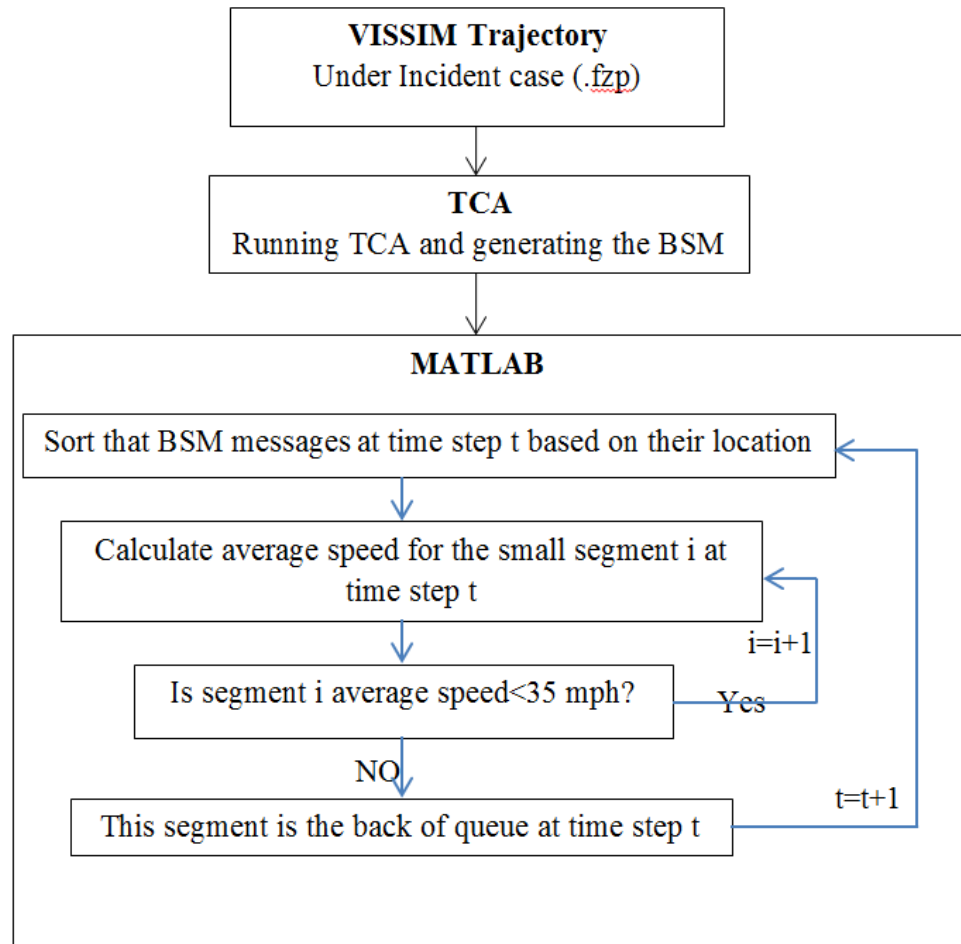 VISSIM Trajectory
Under Incident case (.fzp)
TCA
Running TCA and generating the BSM
MATLAB
Sort that BSM messages at time step t based on their location
Calculate average speed for the small segment i at
time step t
i=i+1
Is segment i average speed<35 mph?
Yes
NO
t=t+1
This segment is the back of queue at time step t